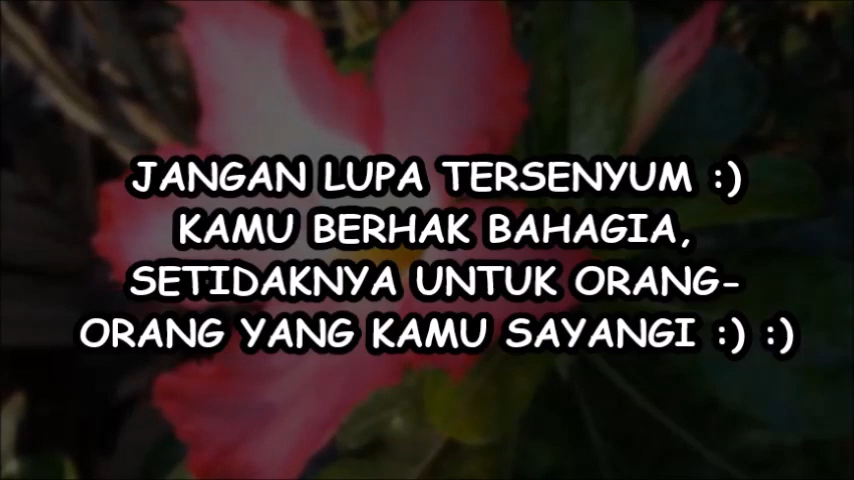 JANGAN LUPA TERSENYUM :)
KAMU BERHAK BAHAGIA,
SETIDAKNYA UNTUK ORANG-
ORANG YANG KAMU SAYANGI :) :)